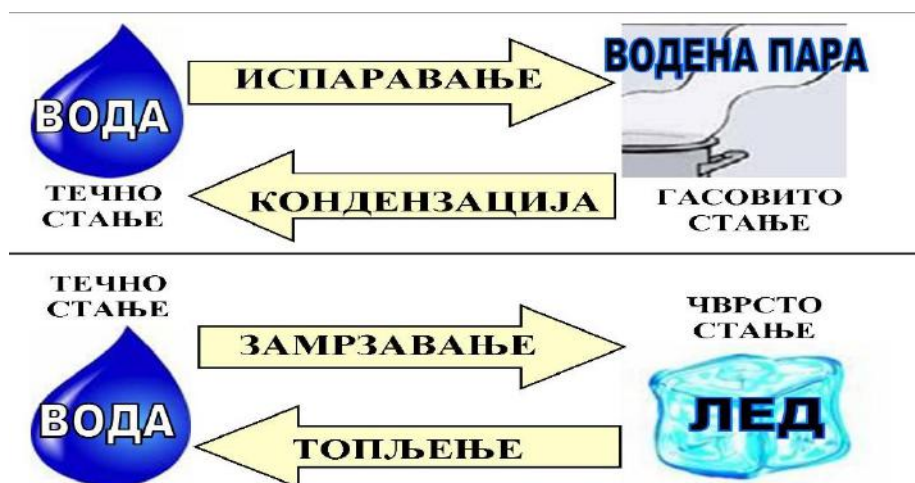 ВОДА
ТЕЧНО
СТАЊЕ
ИСПАРАВАЊЕ
КОНДЕНЗАЦИЈА
ВОДЕНА ПАРА
ГАСОВИТО
СТАЊЕ
ТЕЧНО
СТАЊЕ
ВОДА
ЗАМРЗАВАЊЕ
ТОПЉЕЊЕ
ЧВРСТО
СТАЊЕ
ЛЕД